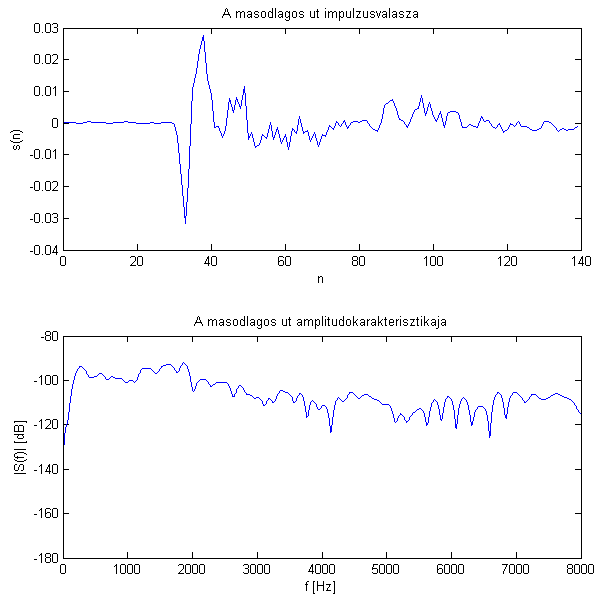 A masodlagos ut impulzusvalasza
0.03
0.02
0.01
0
-0.01
-0.02
-0.03
-0.04
s(n)
0 20 40 60 80 100 120 140
n
A masodlagos ut amplitudokarakterisztikaja
-80
-100
-120
-140
-160
-180
|S(f)| [dB]
0 1000 2000 3000 4000 5000 6000 7000 8000
f [Hz]